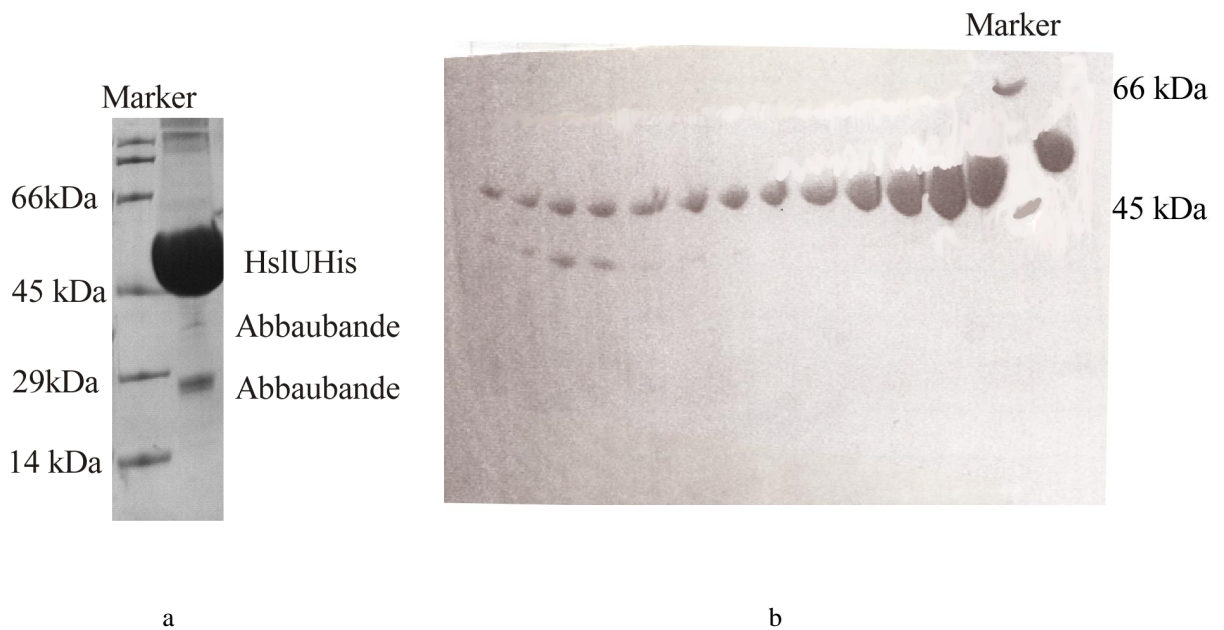 Marker
66kDa
45 kDa
29kDa
14 kDa
HslUHis
Abbaubande
Abbaubande
a
Marker
66 kDa
45 kDa
b